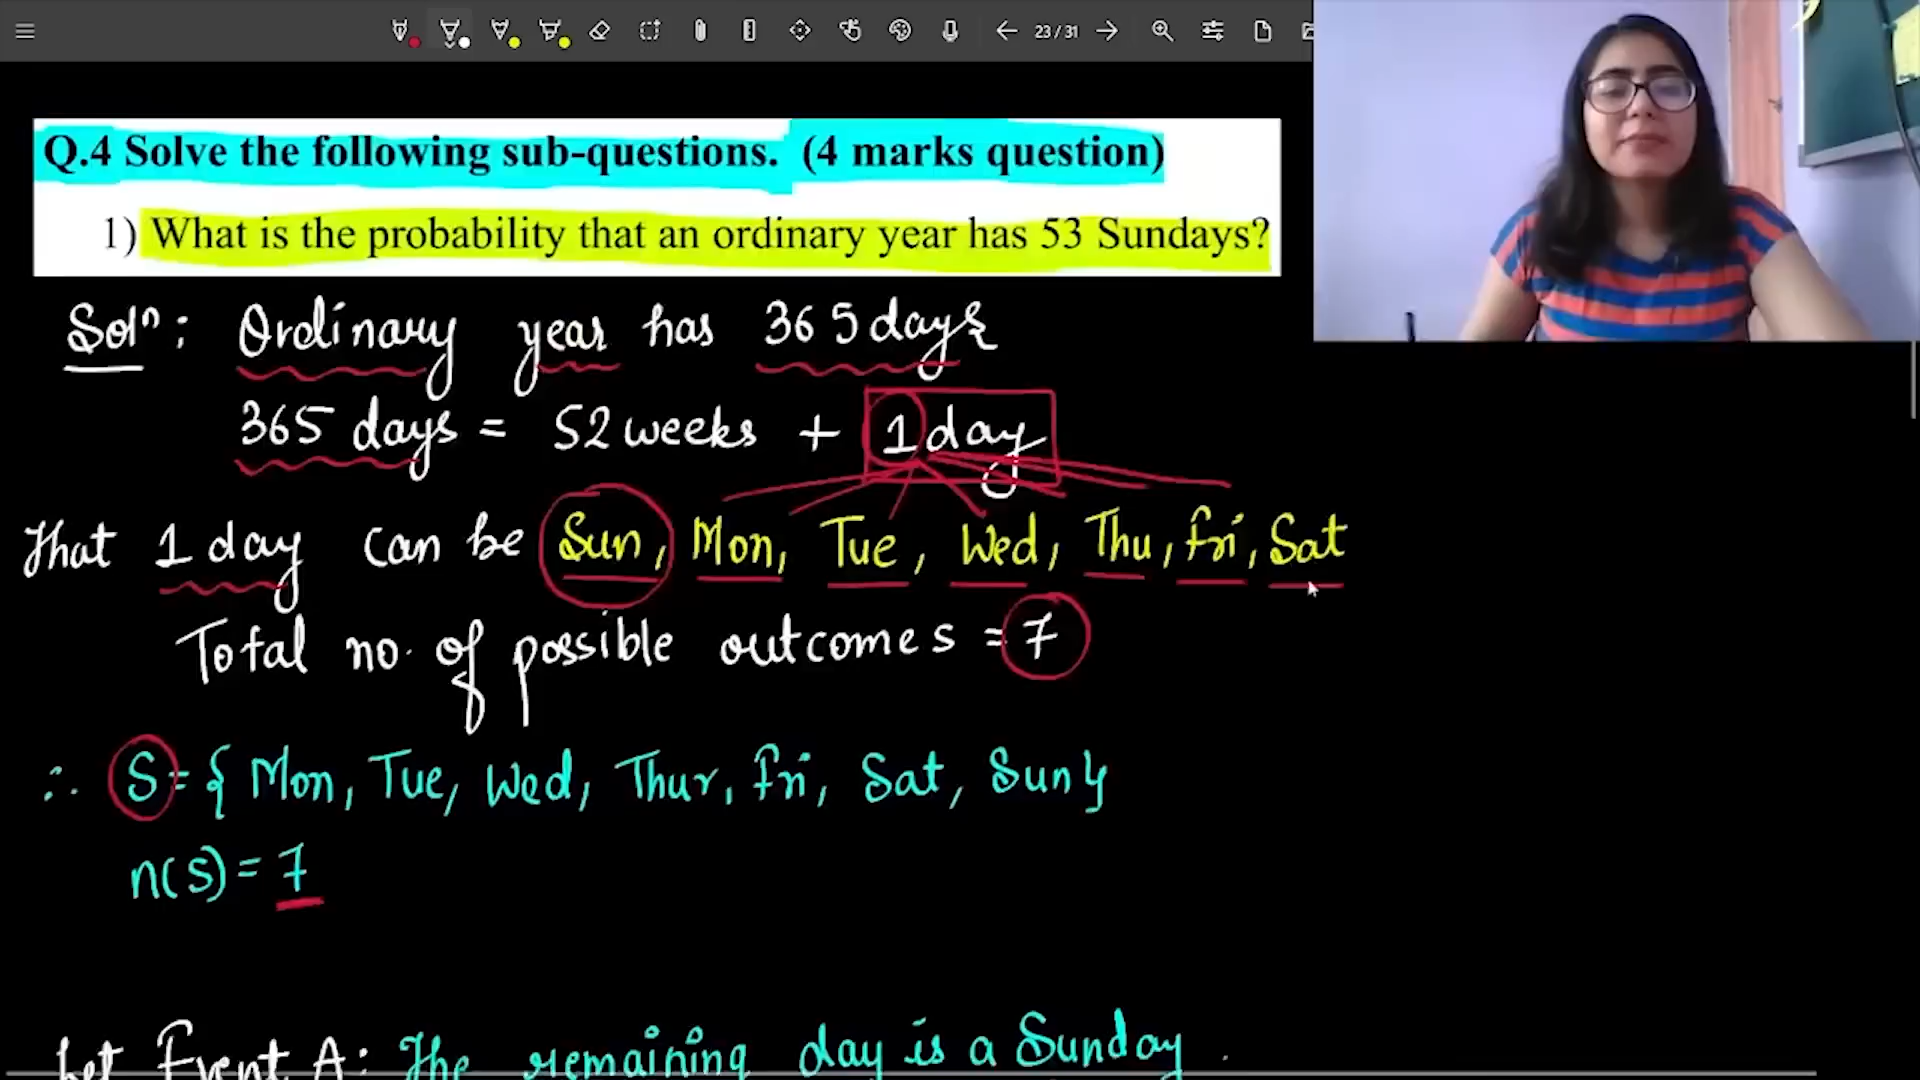 23 / 31
Q.4 Solve the following sub-questions. (4 marks question)
1) What is the probability that an ordinary year has 53 Sundays?
Solⁿ: Ordinary year has 365 days
365 days = 52 weeks + 1 day
That 1 day can be Sun, Mon, Tue, Wed, Thu, Fri, Sat
Total no. of possible outcomes = 7
∴ S = { Mon, Tue, Wed, Thur, Fri, Sat, Sun }
n(S) = 7
Let Event A: The remaining day is a Sunday.